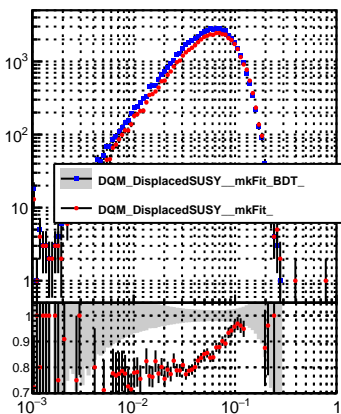 10³
10²
10
1
DQM_DisplacedSUSY__mkFit_BDT_
DQM_DisplacedSUSY__mkFit_
1
0.9
0.8
0.7
10⁻³ 10⁻² 10⁻¹ 1